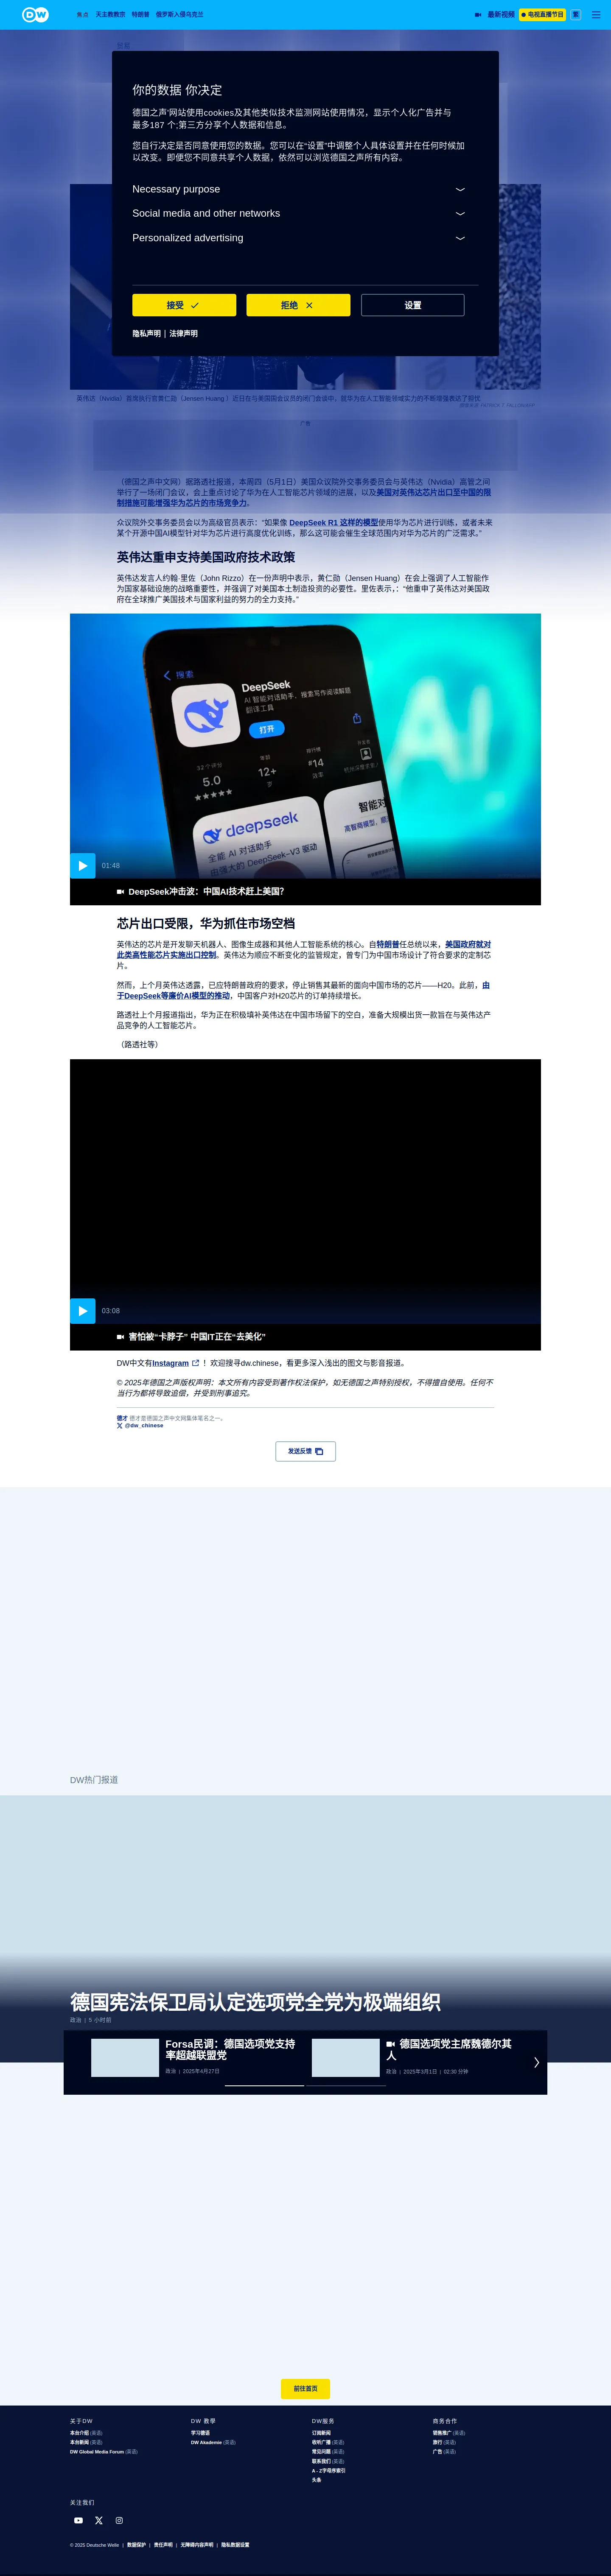 DW
焦点 天主教教宗 特朗普 俄罗斯入侵乌克兰
最新视频 电视直播节目 繁
贸易
你的数据 你决定
德国之声˙网站使用cookies及其他类似技术监测网站使用情况，显示个人化广告并与
最多187 个;第三方分享个人数据和信息。
您自行决定是否同意使用您的数据。您可以在“设置”中调整个人具体设置并在任何时候加
以改变。即便您不同意共享个人数据，依然可以浏览德国之声所有内容。
Necessary purpose
Social media and other networks
Personalized advertising
接受 拒绝 设置
隐私声明 | 法律声明
英伟达（Nvidia）首席执行官黄仁勋（Jensen Huang ）近日在与美国国会议员的闭门会谈中，就华为在人工智能领域实力的不断增强表达了担忧
广告
（德国之声中文网）据路透社报道，本周四（5月1日）美国众议院外交事务委员会与英伟达（Nvidia）高管之间
举行了一场闭门会议，会上重点讨论了华为在人工智能芯片领域的进展，以及美国对英伟达芯片出口至中国的限
制措施可能增强华为芯片的市场竞争力。
众议院外交事务委员会以为高级官员表示：“如果像 DeepSeek R1 这样的模型使用华为芯片进行训练，或者未来
某个开源中国AI模型针对华为芯片进行高度优化训练，那么这可能会催生全球范围内对华为芯片的广泛需求。”
英伟达重申支持美国政府技术政策
英伟达发言人约翰·里佐（John Rizzo）在一份声明中表示，黄仁勋（Jensen Huang）在会上强调了人工智能作
为国家基础设施的战略重要性，并强调了对美国本土制造投资的必要性。里佐表示，：“他重申了英伟达对美国政
府在全球推广美国技术与国家利益的努力的全力支持。”
搜索
DeepSeek
AI 智能对话助手、搜索写作阅读解题
翻译工具
打开
5.0
12+
#14
智能对
deepseek
全能 AI 对话助手
强大的 DeepSeek-V3 驱动
AI
01:48
DeepSeek冲击波：中国AI技术赶上美国？
芯片出口受限，华为抓住市场空档
英伟达的芯片是开发聊天机器人、图像生成器和其他人工智能系统的核心。自特朗普任总统以来，美国政府就对
此类高性能芯片实施出口控制。英伟达为顺应不断变化的监管规定，曾专门为中国市场设计了符合要求的定制芯
片。
然而，上个月英伟达透露，已应特朗普政府的要求，停止销售其最新的面向中国市场的芯片——H20。此前，由
于DeepSeek等廉价AI模型的推动，中国客户对H20芯片的订单持续增长。
路透社上个月报道指出，华为正在积极填补英伟达在中国市场留下的空白，准备大规模出货一款旨在与英伟达产
品竞争的人工智能芯片。
（路透社等）
03:08
害怕被“卡脖子” 中国IT正在“去美化”
DW中文有Instagram ！欢迎搜寻dw.chinese，看更多深入浅出的图文与影音报道。
© 2025年德国之声版权声明：本文所有内容受到著作权法保护，如无德国之声特别授权，不得擅自使用。任何不
当行为都将导致追偿，并受到刑事追究。
德才 德才是德国之声中文网集体笔名之一。
@dw_chinese
发送反馈
DW热门报道
德国宪法保卫局认定选项党全党为极端组织
政治 | 5 小时前
Forsa民调：德国选项党支持
率超越联盟党
政治 | 2025年4月27日
德国选项党主席魏德尔其
人
政治 | 2025年3月1日 | 02:30 分钟
前往首页
关于DW
本台介绍 (英语)
本台新闻 (英语)
DW Global Media Forum (英语)
DW 教學
学习德语
DW Akademie (英语)
DW服务
订阅新闻
收听广播 (英语)
常见问题 (英语)
联系我们 (英语)
A - Z字母序索引
头条
商务合作
销售推广 (英语)
旅行 (英语)
广告 (英语)
关注我们
© 2025 Deutsche Welle | 数据保护 | 责任声明 | 无障碍内容声明 | 隐私数据设置